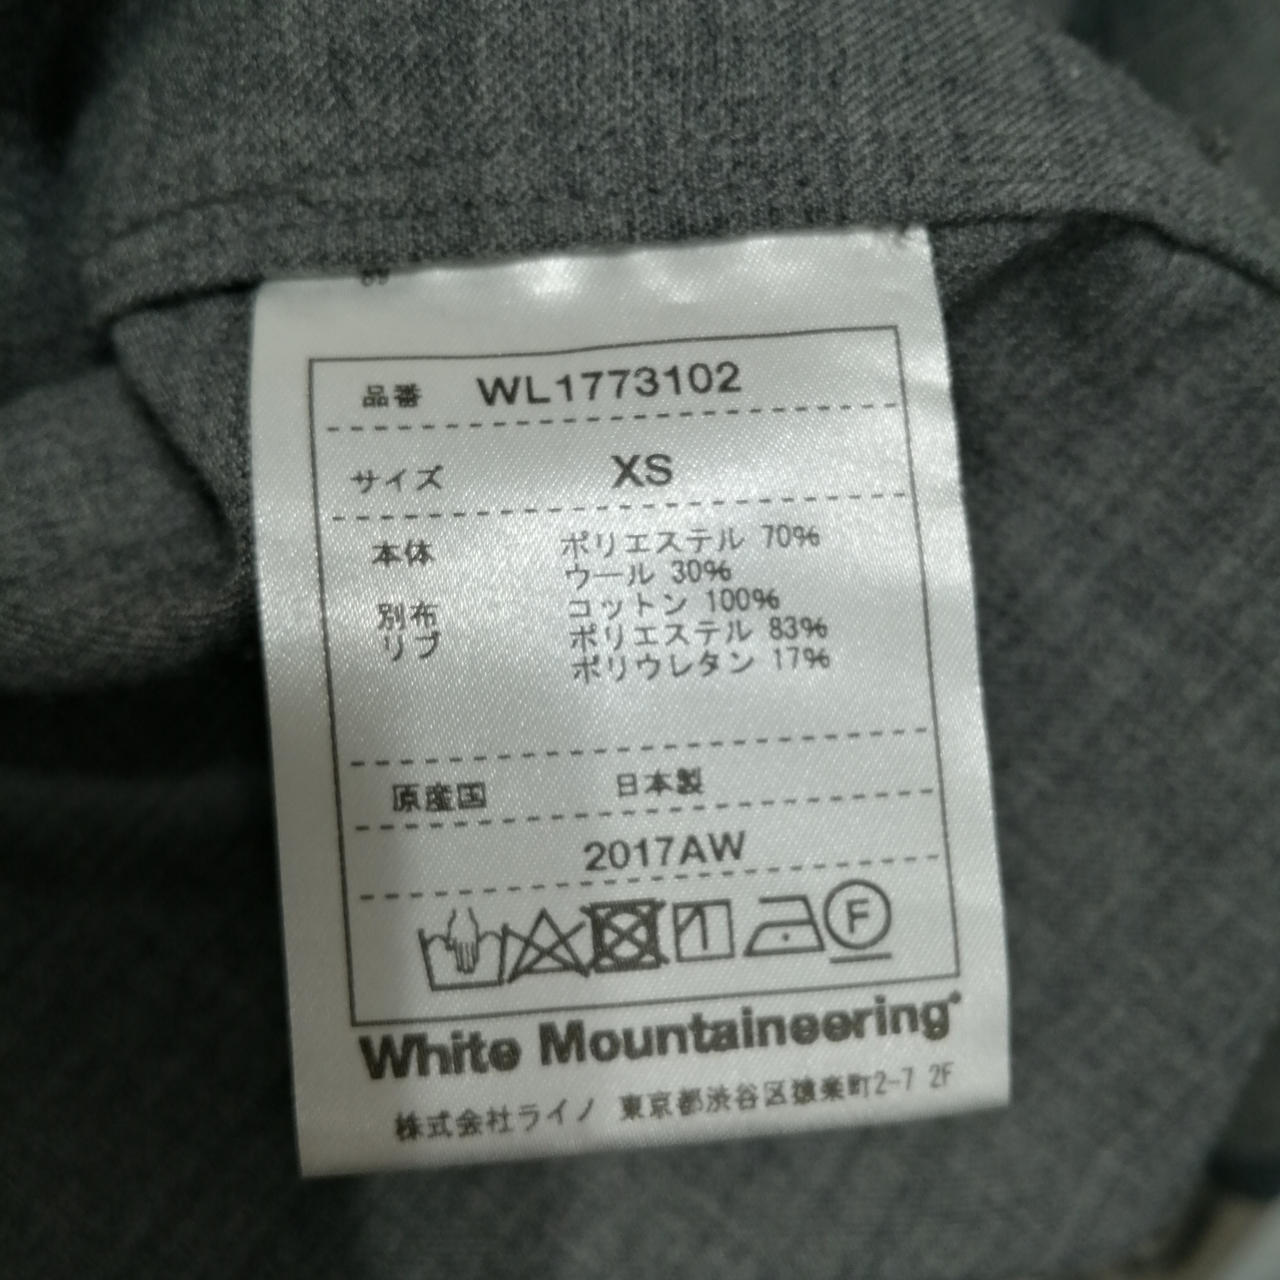 品番 WL1773102
サイズ XS
本体 ポリエステル 70%
ウール 30%
別布 コットン 100%
リブ ポリエステル 83%
ポリウレタン 17%
原産国 日本製
2017AW
F
White Mountaineering
株式会社ライノ 東京都渋谷区猿楽町2-7 2F